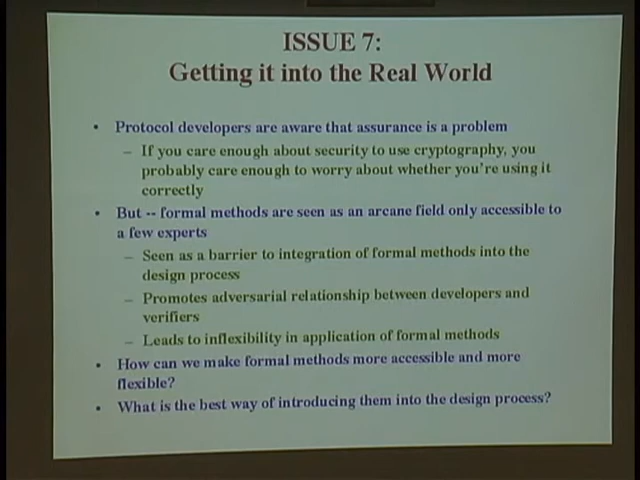 ISSUE 7:
Getting it into the Real World
• Protocol developers are aware that assurance is a problem
– If you care enough about security to use cryptography, you
probably care enough to worry about whether you're using it
correctly
• But -- formal methods are seen as an arcane field only accessible to
a few experts
– Seen as a barrier to integration of formal methods into the
design process
– Promotes adversarial relationship between developers and
verifiers
– Leads to inflexibility in application of formal methods
• How can we make formal methods more accessible and more
flexible?
• What is the best way of introducing them into the design process?